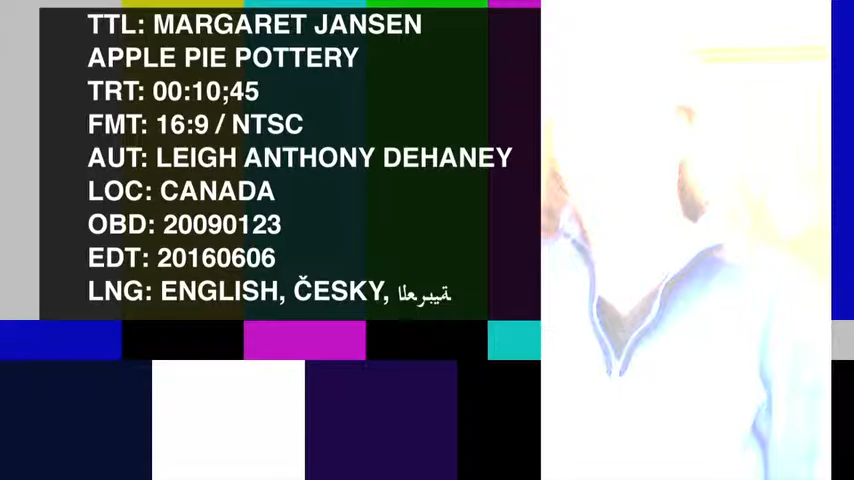 TTL: MARGARET JANSEN
APPLE PIE POTTERY
TRT: 00:10;45
FMT: 16:9 / NTSC
AUT: LEIGH ANTHONY DEHANEY
LOC: CANADA
OBD: 20090123
EDT: 20160606
LNG: ENGLISH, ČESKY, ةيبرعلا